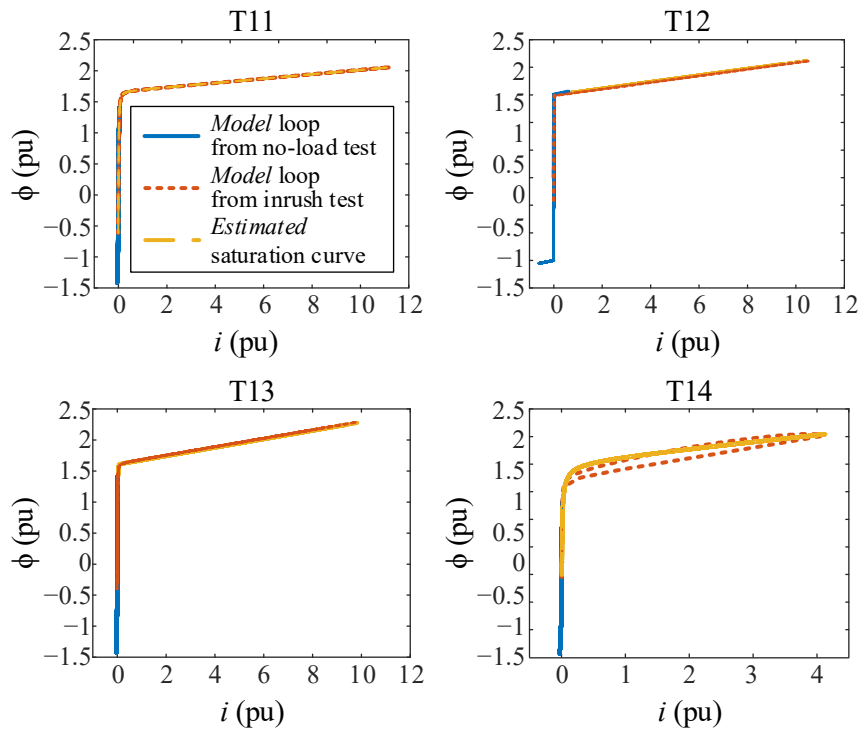 T11
2.5
2
1.5
1
0.5
0
−0.5
−1
−1.5
ϕ (pu)
Model loop
from no-load test
Model loop
from inrush test
Estimated
saturation curve
0 2 4 6 8 10 12
i (pu)
T12
2.5
2
1.5
1
0.5
0
−0.5
−1
−1.5
ϕ (pu)
0 2 4 6 8 10 12
i (pu)
T13
2.5
2
1.5
1
0.5
0
−0.5
−1
−1.5
ϕ (pu)
0 2 4 6 8 10 12
i (pu)
T14
2.5
2
1.5
1
0.5
0
−0.5
−1
−1.5
ϕ (pu)
0 1 2 3 4
i (pu)